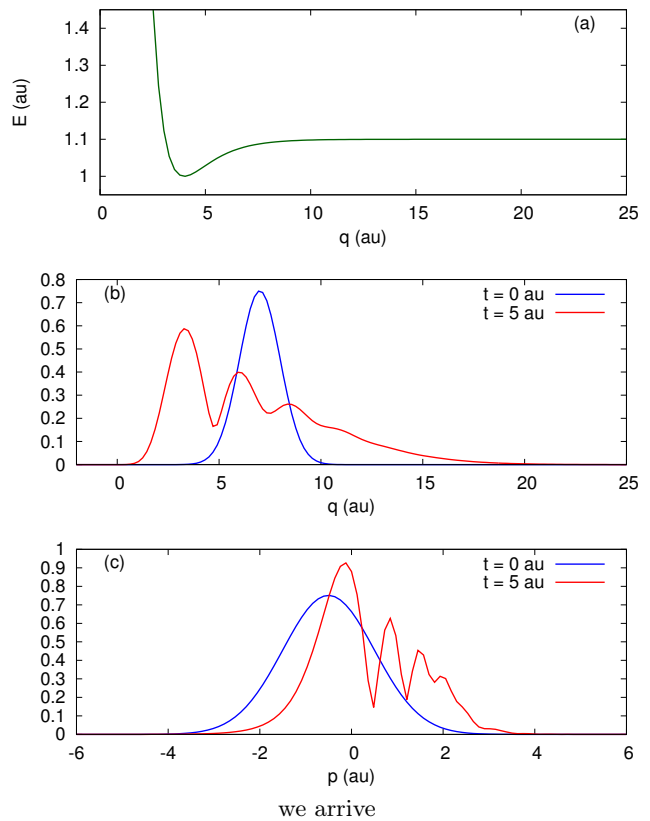 (a)
1.4
1.3
1.2
1.1
1
E (au)
0 5 10 15 20 25
q (au)
(b)
t = 0 au
t = 5 au
0.8
0.7
0.6
0.5
0.4
0.3
0.2
0.1
0
0 5 10 15 20 25
q (au)
(c)
t = 0 au
t = 5 au
1
0.9
0.8
0.7
0.6
0.5
0.4
0.3
0.2
0.1
0
-6 -4 -2 0 2 4 6
p (au)
we arrive